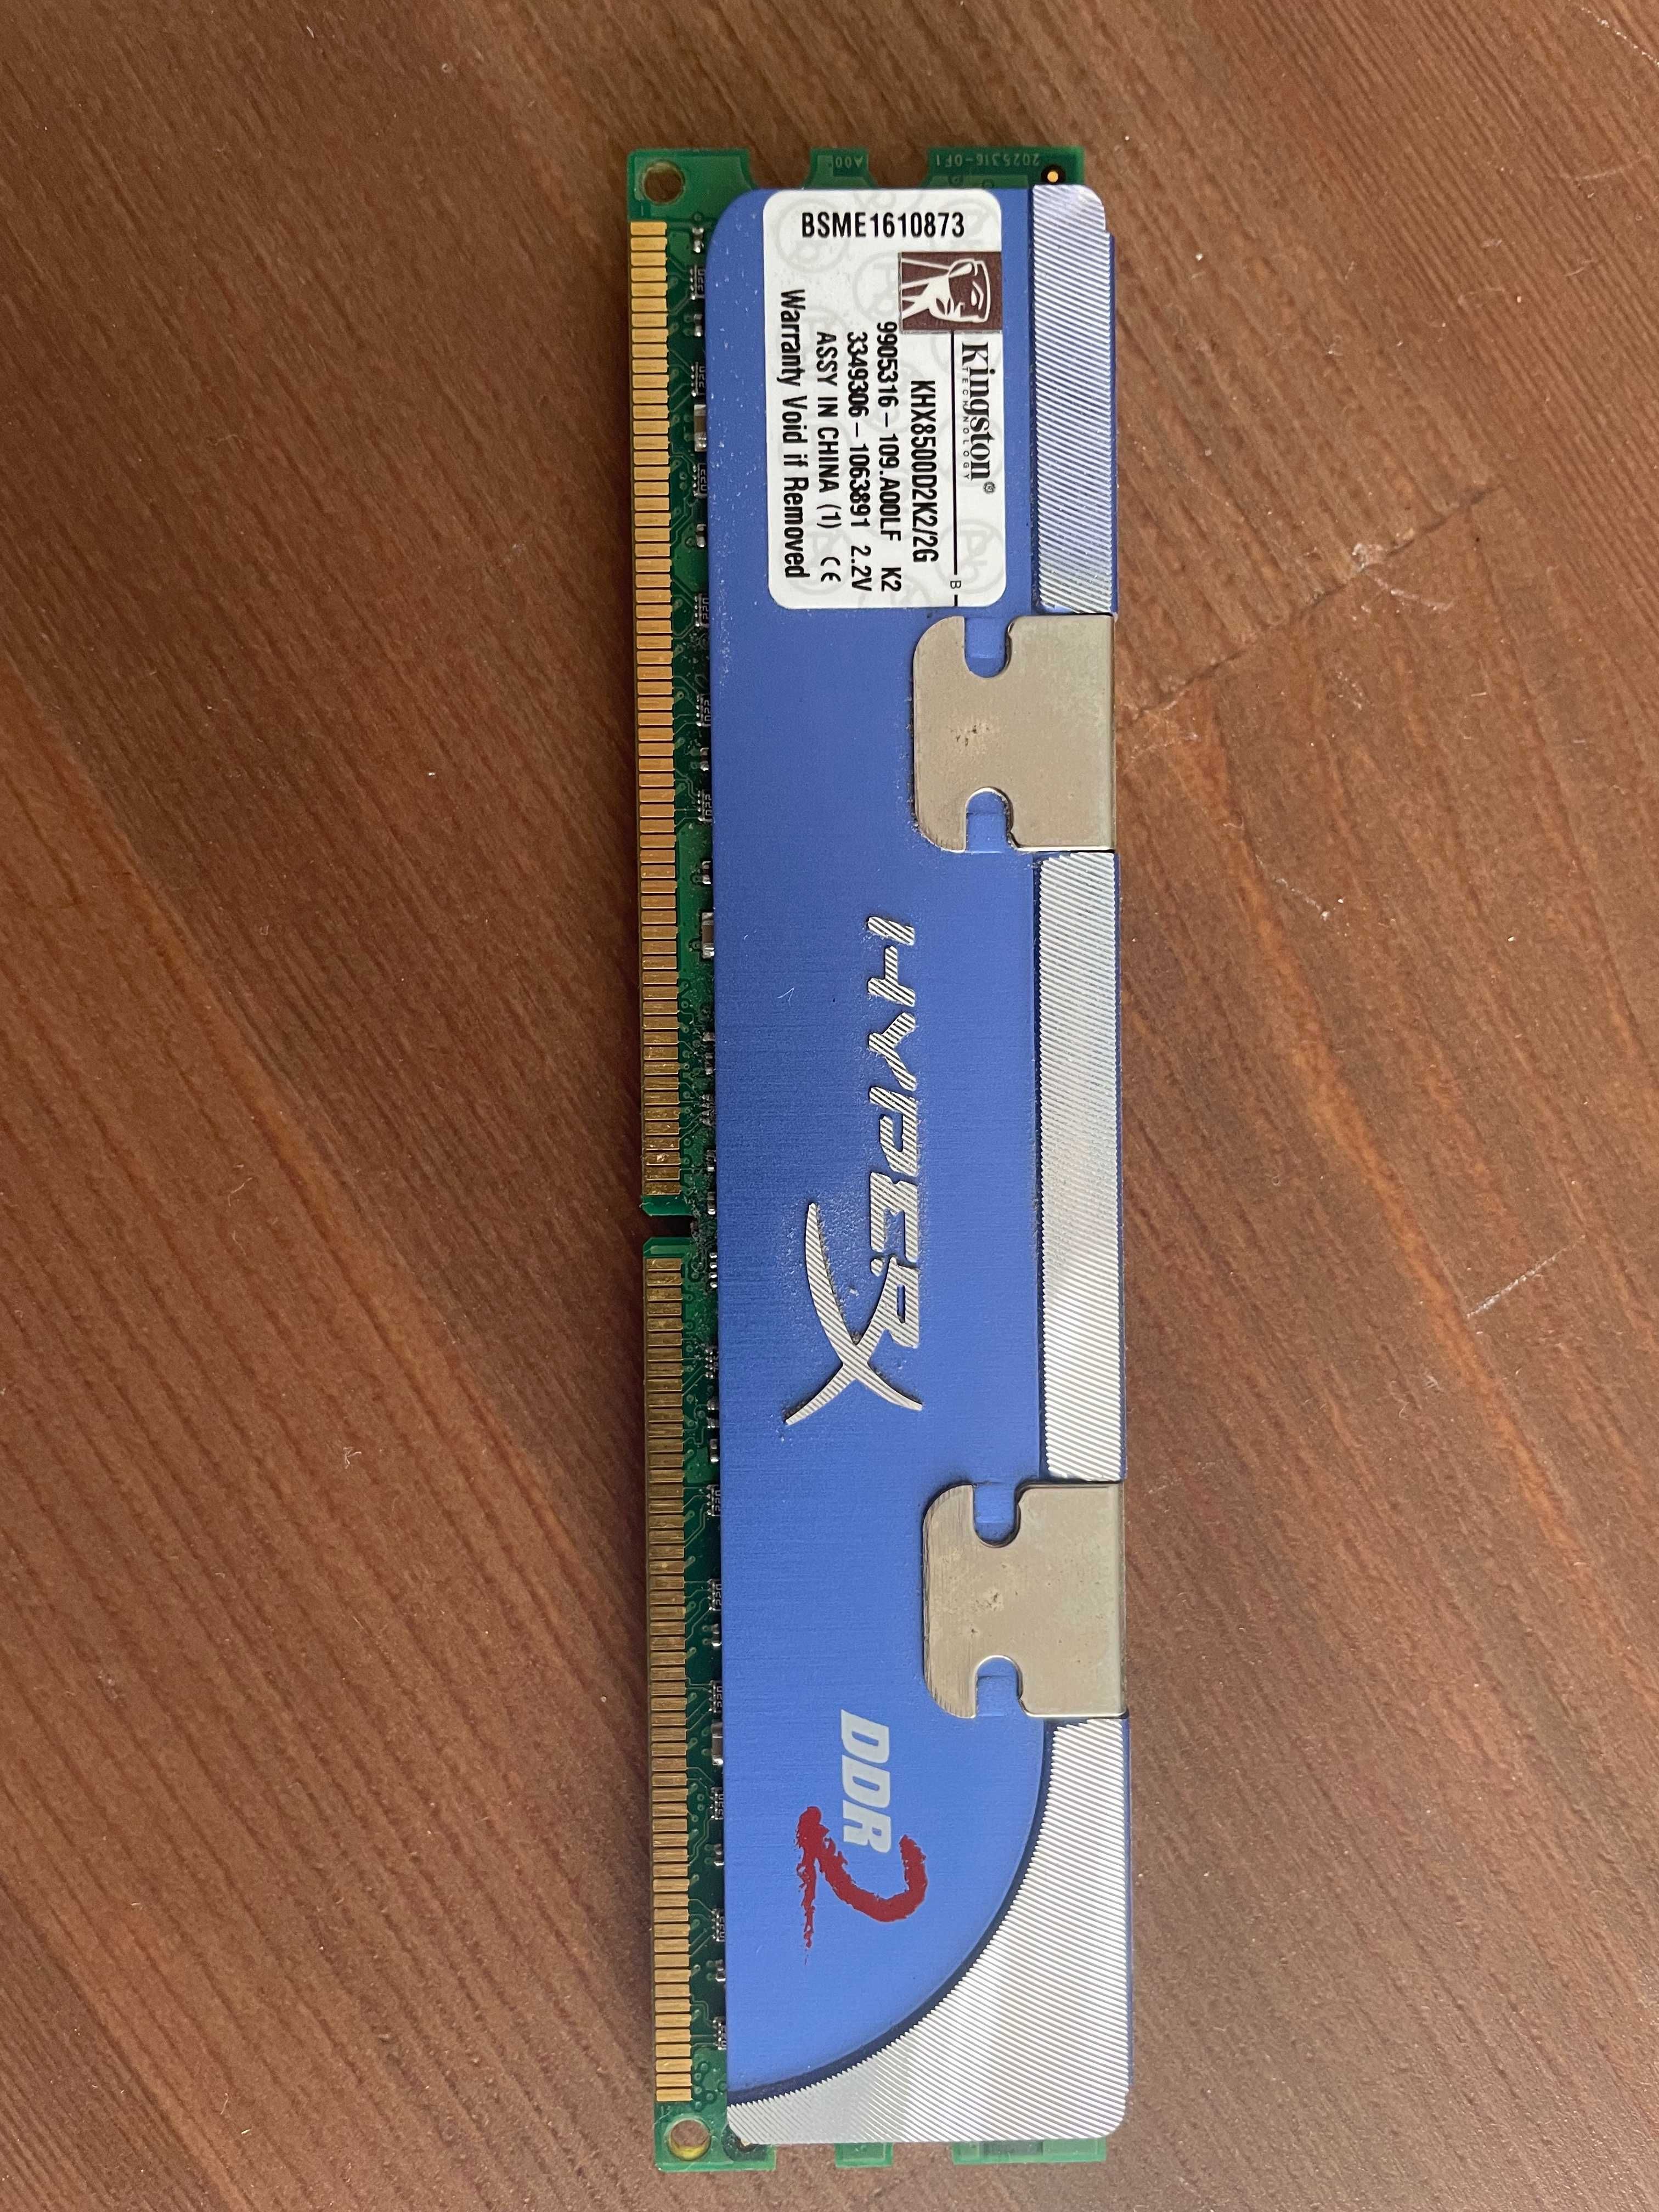 BSME1610873
Kingston®
TECHNOLOGY
B
KHX8500D2K2/2G
9905316-109.A00LF K2
3349306-1063891 2.2V
ASSY IN CHINA (1) CE
Warranty Void if Removed
HYPERX
DDR2
2025316-0F1
A00